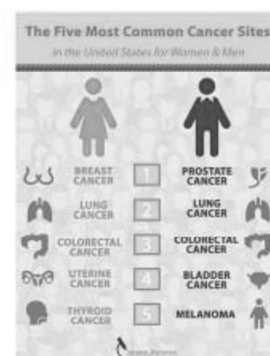 The Five Most Common Cancer Sites
in the United States for Women & Men
BREAST
CANCER
1
PROSTATE
CANCER
LUNG
CANCER
2
LUNG
CANCER
COLORECTAL
CANCER
3
COLORECTAL
CANCER
UTERINE
CANCER
4
BLADDER
CANCER
THYROID
CANCER
5
MELANOMA